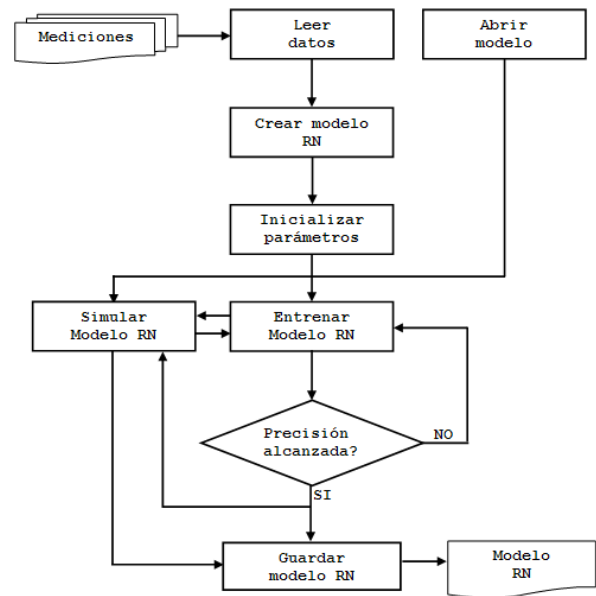 Mediciones
Leer
datos
Abrir
modelo
Crear modelo
RN
Inicializar
parámetros
Simular
Modelo RN
Entrenar
Modelo RN
Precisión
alcanzada?
NO
SI
Guardar
modelo RN
Modelo
RN